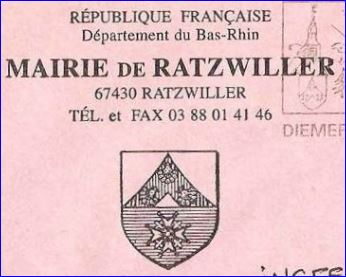 RÉPUBLIQUE FRANÇAISE
Département du Bas-Rhin
MAIRIE DE RATZWILLER
67430 RATZWILLER
TÉL. et FAX 03 88 01 41 46
DIEMER